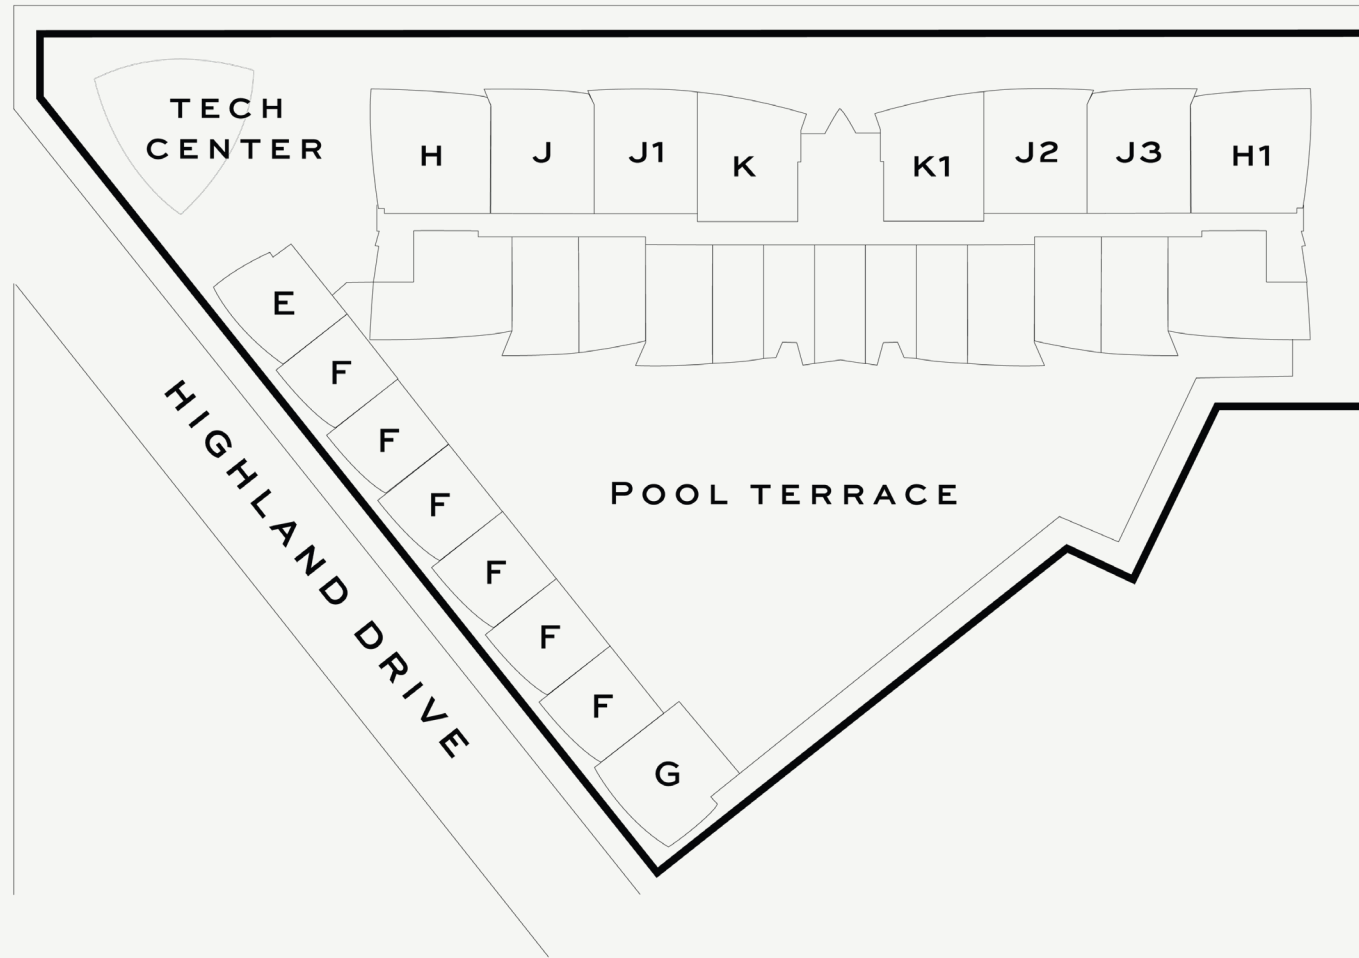 TECH
CENTER
H J J1 K K1 J2 J3 H1
E
F
F
F
F
F
F
G
HIGHLAND DRIVE
POOL TERRACE